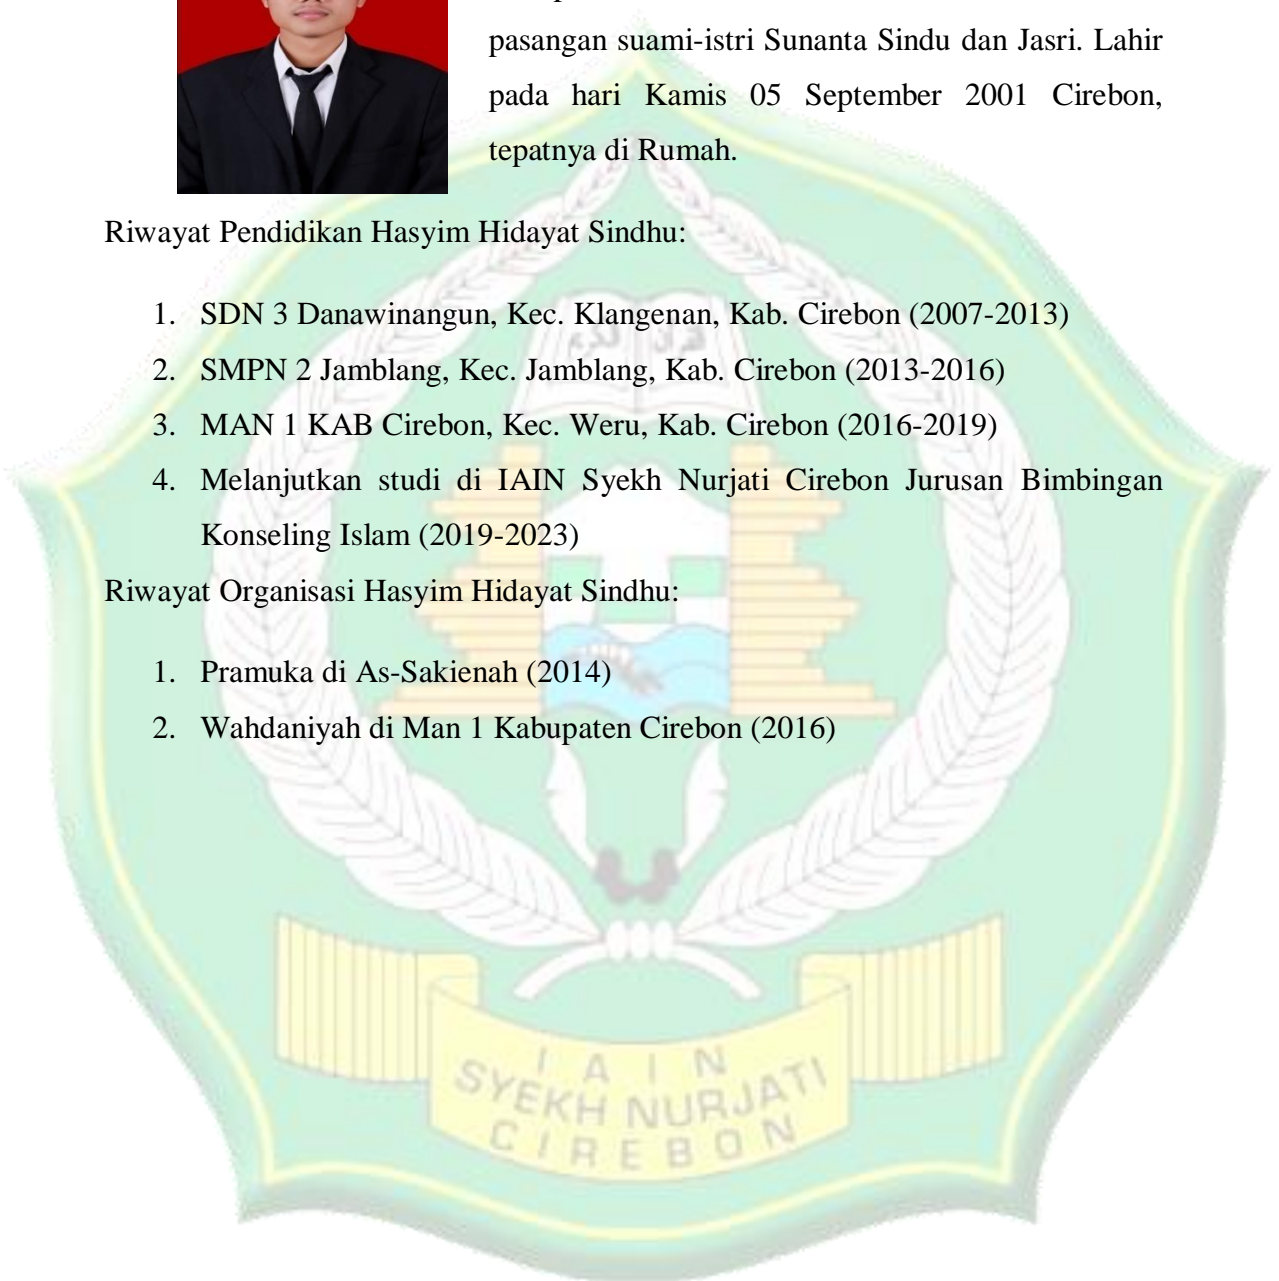 pasangan suami-istri Sunanta Sindu dan Jasri. Lahir
pada hari Kamis 05 September 2001 Cirebon,
tepatnya di Rumah.
Riwayat Pendidikan Hasyim Hidayat Sindhu:
1. SDN 3 Danawinangun, Kec. Klangenan, Kab. Cirebon (2007-2013)
2. SMPN 2 Jamblang, Kec. Jamblang, Kab. Cirebon (2013-2016)
3. MAN 1 KAB Cirebon, Kec. Weru, Kab. Cirebon (2016-2019)
4. Melanjutkan studi di IAIN Syekh Nurjati Cirebon Jurusan Bimbingan
Konseling Islam (2019-2023)
Riwayat Organisasi Hasyim Hidayat Sindhu:
1. Pramuka di As-Sakienah (2014)
2. Wahdaniyah di Man 1 Kabupaten Cirebon (2016)
IAIN
SYEKH NURJATI
CIREBON